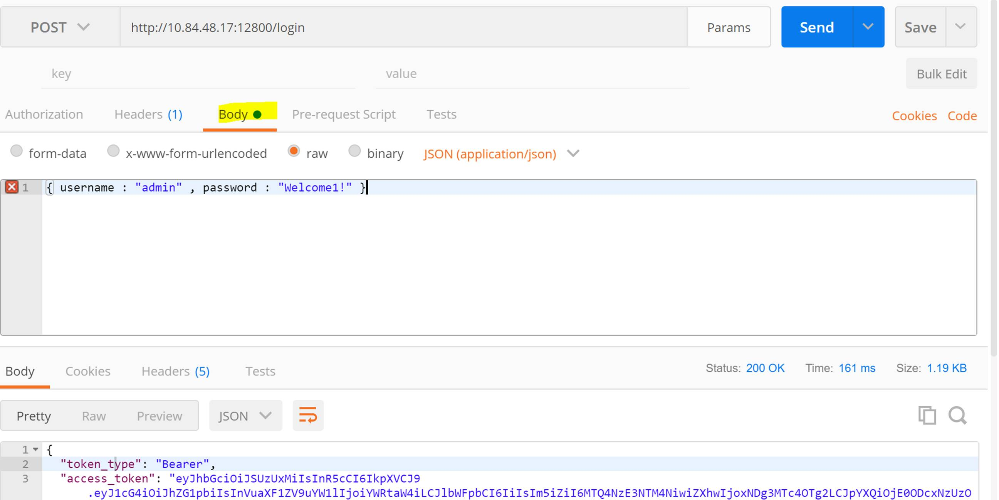 POST http://10.84.48.17:12800/login Params Send Save
key value Bulk Edit
Authorization Headers (1) Body Pre-request Script Tests Cookies Code
form-data x-www-form-urlencoded raw binary JSON (application/json)
1 { username : "admin" , password : "Welcome1!" }
Body Cookies Headers (5) Tests Status: 200 OK Time: 161 ms Size: 1.19 KB
Pretty Raw Preview JSON
1 {
2 "token_type": "Bearer",
3 "access_token": "eyJhbGciOiJSUzUxMiIsInR5cCI6IkpXVCJ9
.eyJ1cG4iOiJhZG1pbiIsInVuaXF1ZV9uYW1lIjoiYWRtaW4iLCJlbWFpbCI6IiIsIm5iZiI6MTQ4NzE3NTM4NiwiZXhwIjoxNDg3MTc4OTg2LCJpYXQiOjE0ODcxNzUzO